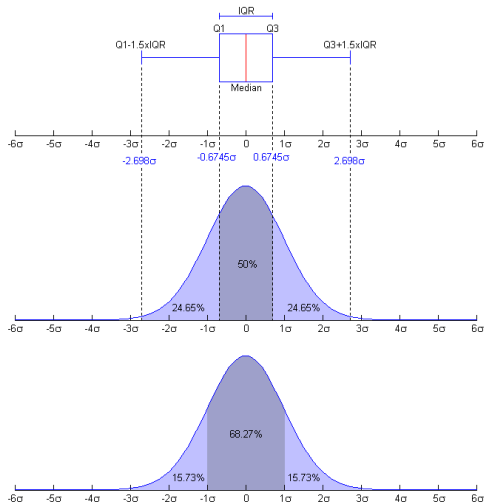 IQR
Q1 Q3
Q1-1.5xIQR Q3+1.5xIQR
Median
-6σ -5σ -4σ -3σ -2σ -1σ 0 1σ 2σ 3σ 4σ 5σ 6σ
-2.698σ -0.6745σ 0.6745σ 2.698σ
50%
24.65% 24.65%
-6σ -5σ -4σ -3σ -2σ -1σ 0 1σ 2σ 3σ 4σ 5σ 6σ
68.27%
15.73% 15.73%
-6σ -5σ -4σ -3σ -2σ -1σ 0 1σ 2σ 3σ 4σ 5σ 6σ